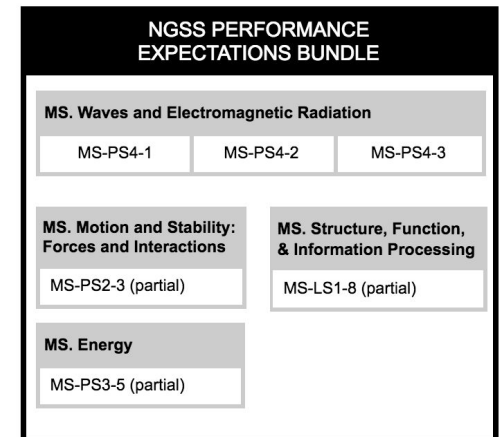 NGSS PERFORMANCE
EXPECTATIONS BUNDLE
MS. Waves and Electromagnetic Radiation
MS-PS4-1
MS-PS4-2
MS-PS4-3
MS. Motion and Stability:
Forces and Interactions
MS-PS2-3 (partial)
MS. Structure, Function,
& Information Processing
MS-LS1-8 (partial)
MS. Energy
MS-PS3-5 (partial)